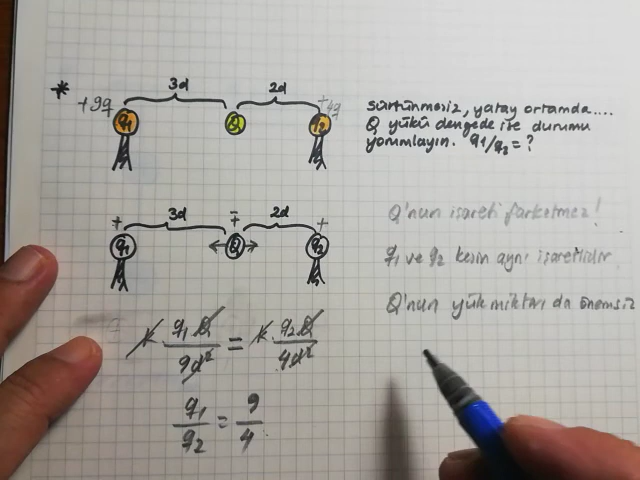 * 3d 2d
+9q +4q
q1 Q q2
sürtünmesiz, yatay ortamda....
Q yükü dengede ise durumu
yorumlayın. q1/q2 = ?
+ 3d ∓ 2d +
q1 Q q2
Q'nun işareti farketmez!
q1 ve q2 kesin aynı işaretlidir
Q'nun yük miktarı da önemsiz
k q1 Q / 9d² = k q2 Q / 4d²
q1 / q2 = 9 / 4